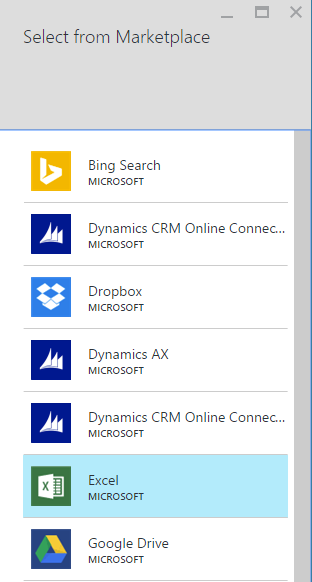 Select from Marketplace
Bing Search
MICROSOFT
Dynamics CRM Online Connec...
MICROSOFT
Dropbox
MICROSOFT
Dynamics AX
MICROSOFT
Dynamics CRM Online Connec...
MICROSOFT
Excel
MICROSOFT
Google Drive
MICROSOFT